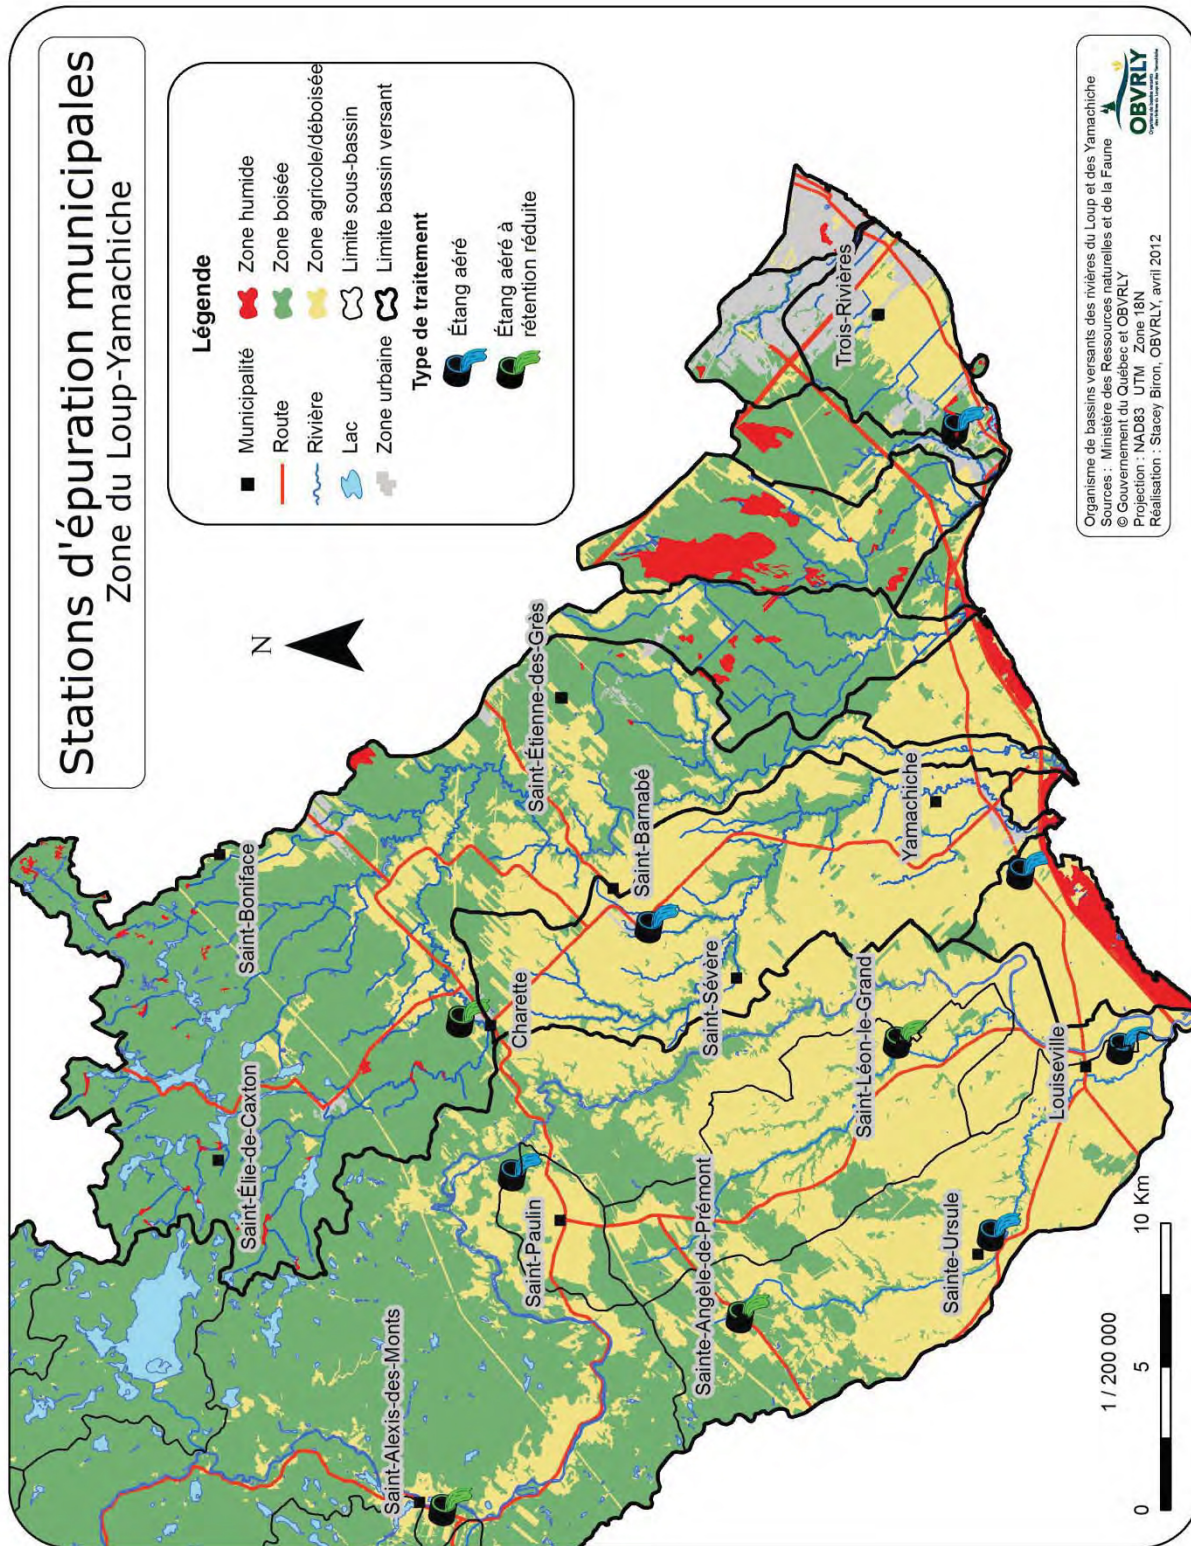 Stations d'épuration municipales
Zone du Loup-Yamachiche
Légende
Municipalité
Route
Rivière
Lac
Zone urbaine
Zone humide
Zone boisée
Zone agricole/déboisée
Limite sous-bassin
Limite bassin versant
Type de traitement
Étang aéré
Étang aéré à
rétention réduite
N
Saint-Boniface
Saint-Élie-de-Caxton
Saint-Alexis-des-Monts
Saint-Étienne-des-Grès
Charette
Saint-Paulin
Saint-Barnabé
Saint-Sévère
Sainte-Angèle-de-Prémont
Trois-Rivières
Yamachiche
Saint-Léon-le-Grand
Sainte-Ursule
Louiseville
1 / 200 000
0
5
10 Km
Organisme de bassins versants des rivières du Loup et des Yamachiche
Sources : Ministère des Ressources naturelles et de la Faune
© Gouvernement du Québec et OBVRLY
Projection : NAD83 UTM Zone 18N
Réalisation : Stacey Biron, OBVRLY, avril 2012
OBVRLY